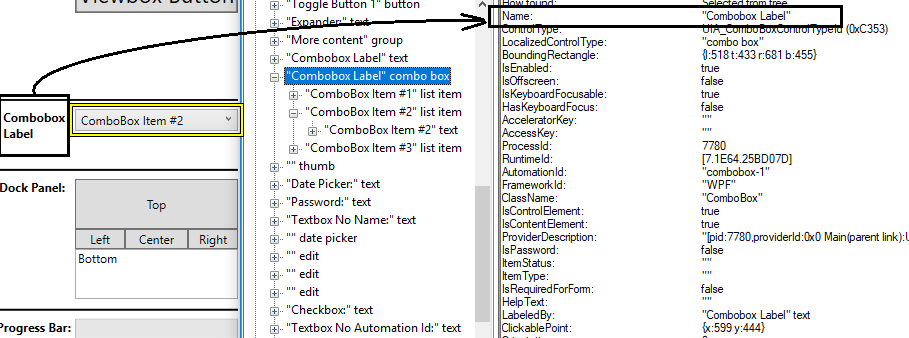 Viewbox Button
Combobox
Label
ComboBox Item #2
Dock Panel:
Top
Left
Center
Right
Bottom
Progress Bar:
"Toggle Button 1" button
"Expander:" text
"More content" group
"Combobox Label" text
"Combobox Label" combo box
"ComboBox Item #1" list item
"ComboBox Item #2" list item
"ComboBox Item #2" text
"ComboBox Item #3" list item
"" thumb
"Date Picker:" text
"Password:" text
"Textbox No Name:" text
"" date picker
"" edit
"" edit
"" edit
"Checkbox:" text
"Textbox No Automation Id:" text
How found: Selected from tree...
Name: "Combobox Label"
ControlType: UIA_ComboBoxControlTypeId (0xC353)
LocalizedControlType: "combo box"
BoundingRectangle: {l:518 t:433 r:681 b:455}
IsEnabled: true
IsOffscreen: false
IsKeyboardFocusable: true
HasKeyboardFocus: false
AcceleratorKey: ""
AccessKey: ""
ProcessId: 7780
RuntimeId: [7.1E64.25BD07D]
AutomationId: "combobox-1"
FrameworkId: "WPF"
ClassName: "ComboBox"
IsControlElement: true
IsContentElement: true
ProviderDescription: "[pid:7780,providerId:0x0 Main(parent link):U
IsPassword: false
ItemStatus: ""
ItemType: ""
IsRequiredForForm: false
HelpText: ""
LabeledBy: "Combobox Label" text
ClickablePoint: {x:599 y:444}